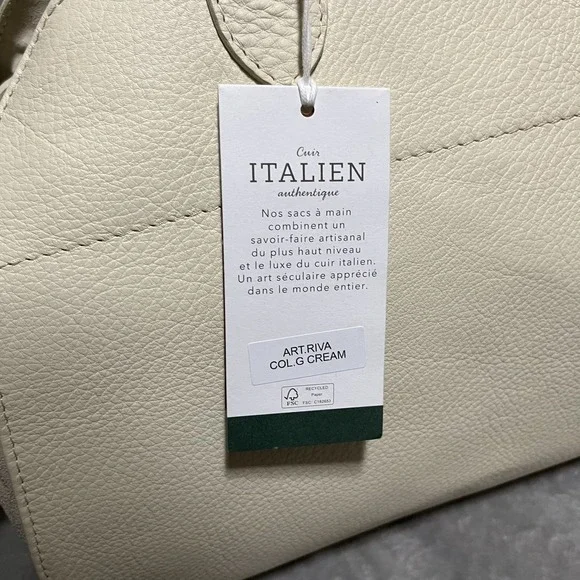 Cuir
ITALIEN
authentique
Nos sacs à main
combinent un
savoir-faire artisanal
du plus haut niveau
et le luxe du cuir italien.
Un art séculaire apprécié
dans le monde entier.
ART.RIVA
COL.G CREAM
RECYCLED
Paper
FSC